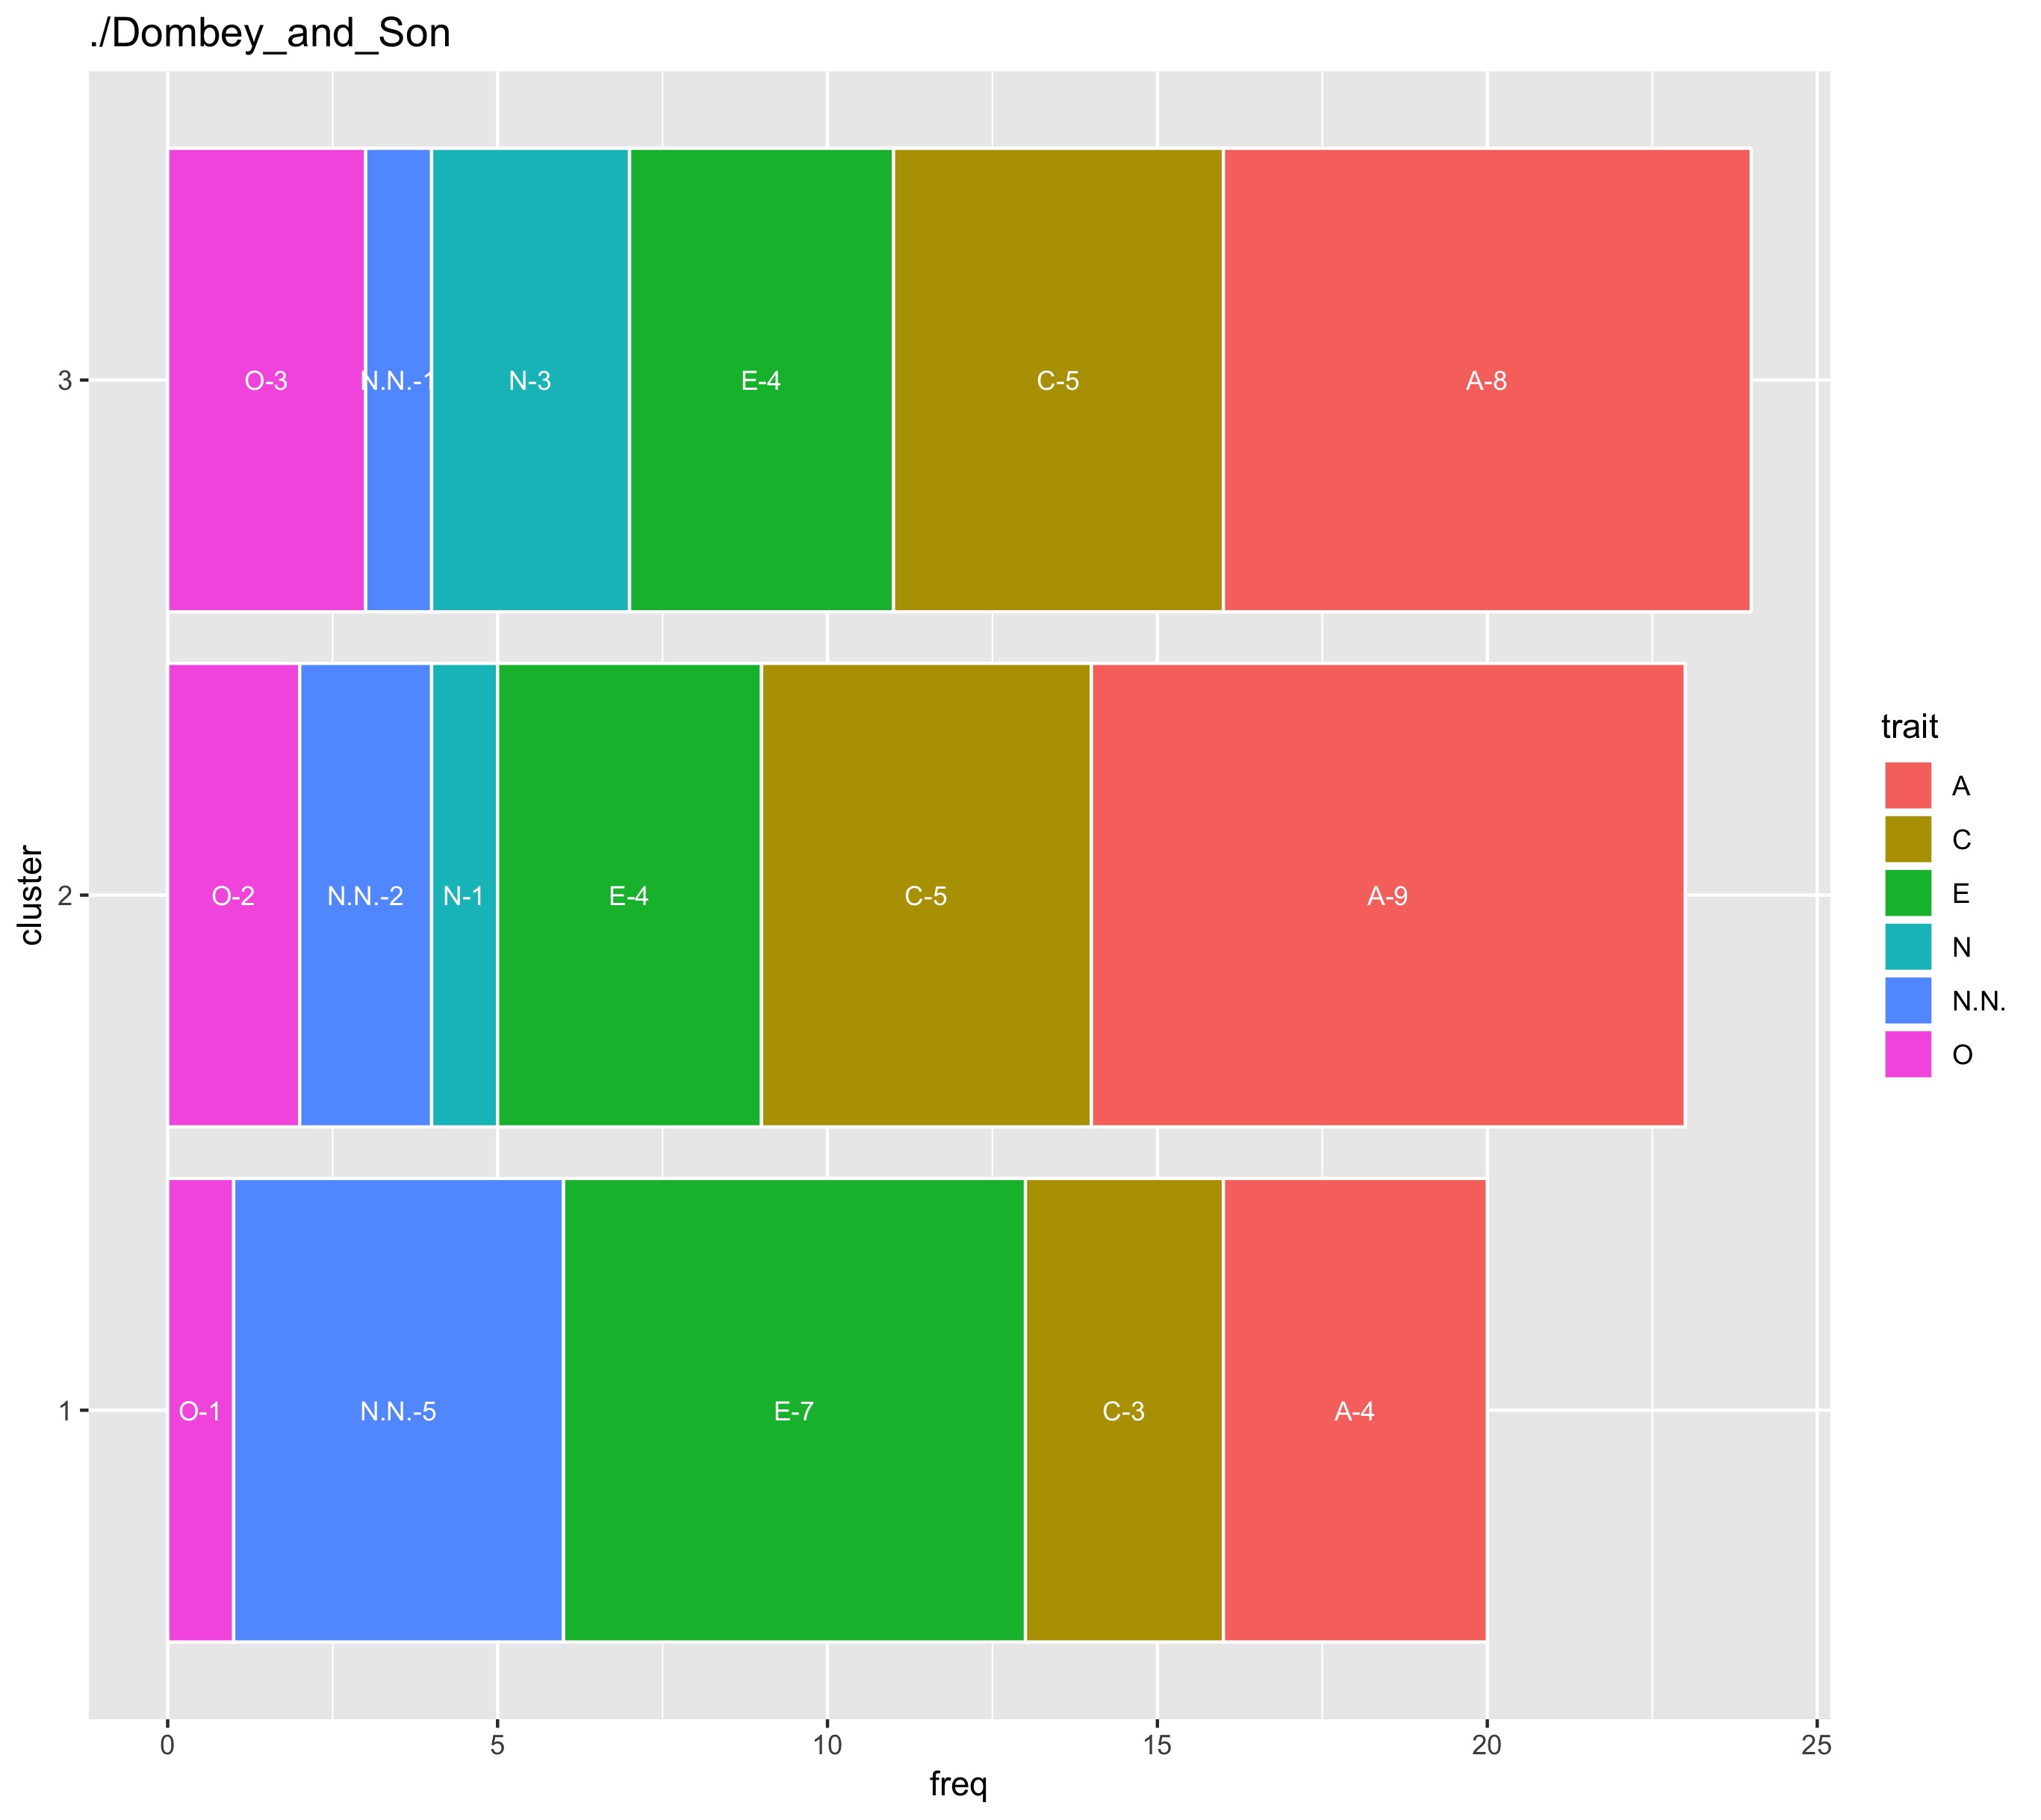 ./Dombey_and_Son
3
O-3 N.N.-1 N-3 E-4 C-5 A-8
2
O-2 N.N.-2 N-1 E-4 C-5 A-9
1
O-1 N.N.-5 E-7 C-3 A-4
cluster
0 5 10 15 20 25
freq
trait
A
C
E
N
N.N.
O